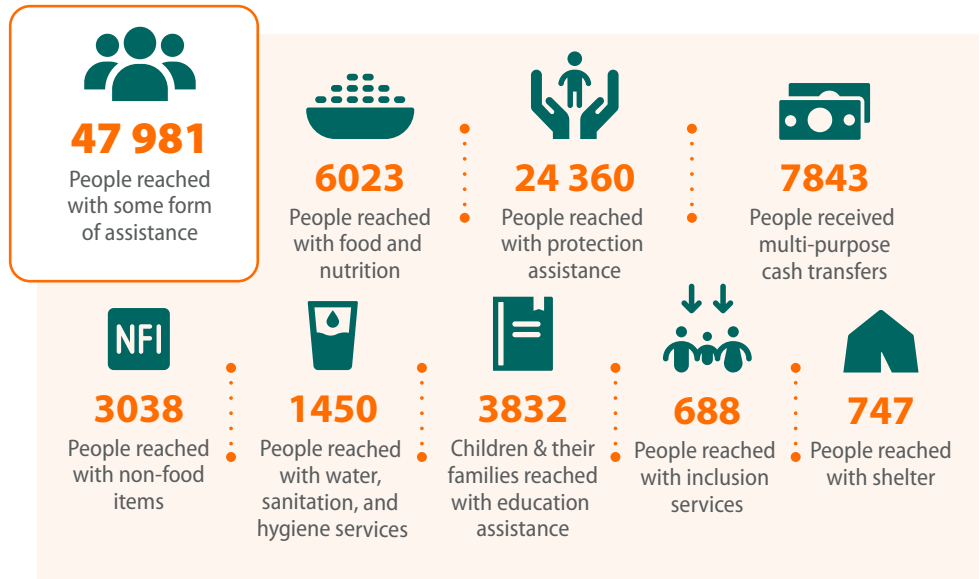 47 981
People reached
with some form
of assistance
6023
People reached
with food and
nutrition
24 360
People reached
with protection
assistance
7843
People received
multi-purpose
cash transfers
NFI
3038
People reached
with non-food
items
1450
People reached
with water,
sanitation, and
hygiene services
3832
Children & their
families reached
with education
assistance
688
People reached
with inclusion
services
747
People reached
with shelter